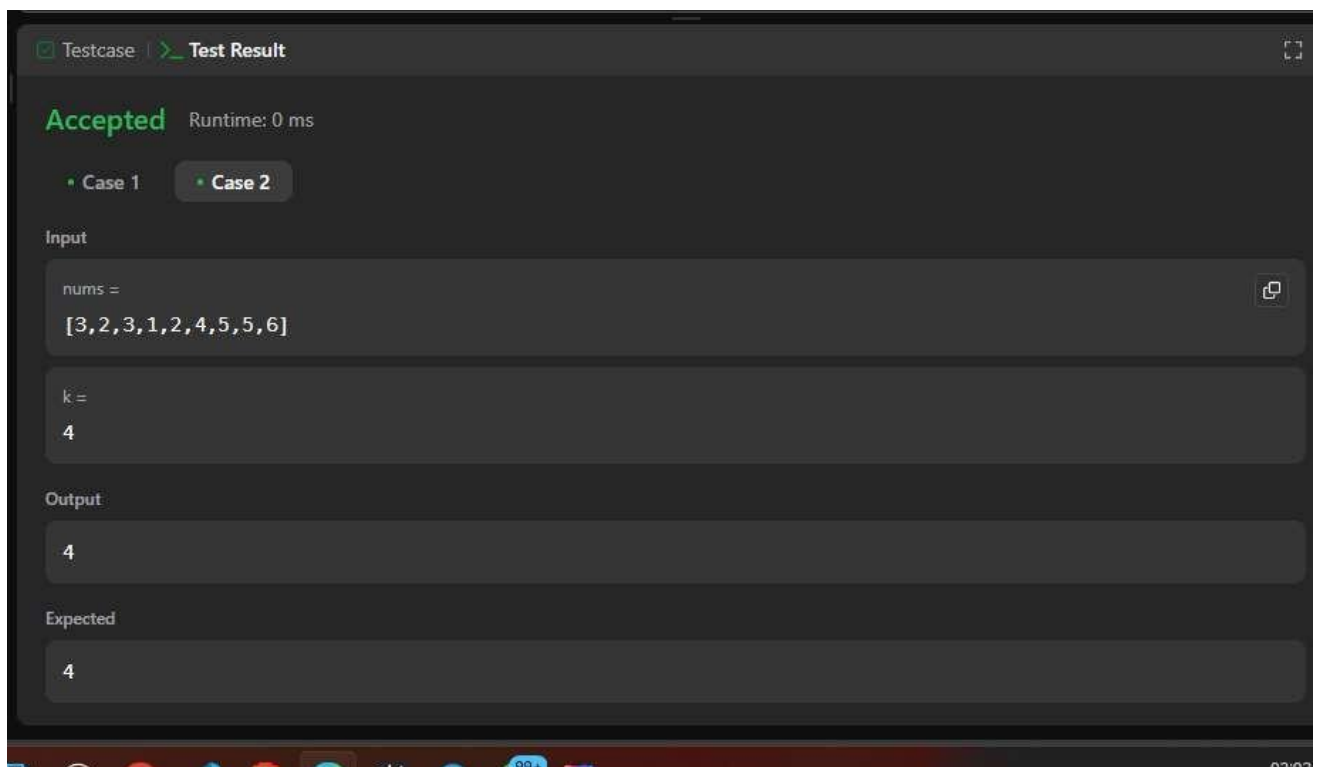 Testcase | >_ Test Result
Accepted Runtime: 0 ms
• Case 1 • Case 2
Input
nums =
[3,2,3,1,2,4,5,5,6]
k =
4
Output
4
Expected
4
99+